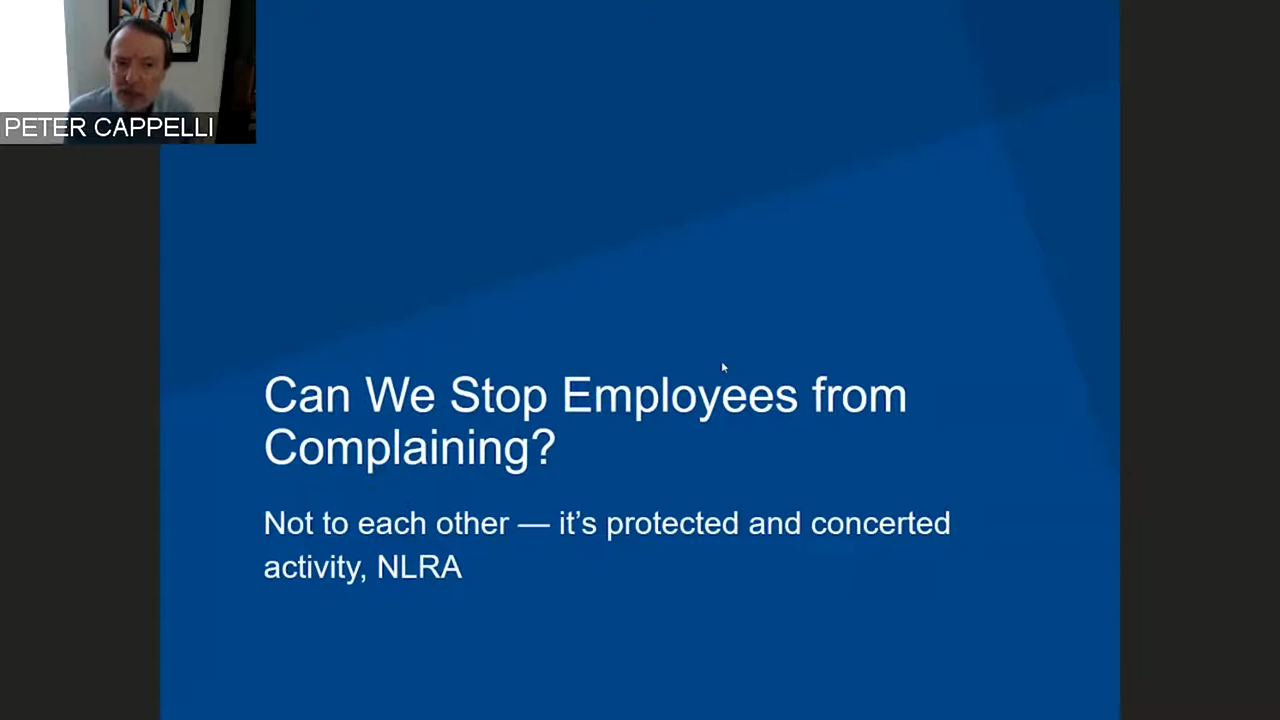 PETER CAPPELLI
Can We Stop Employees from
Complaining?
Not to each other — it’s protected and concerted
activity, NLRA